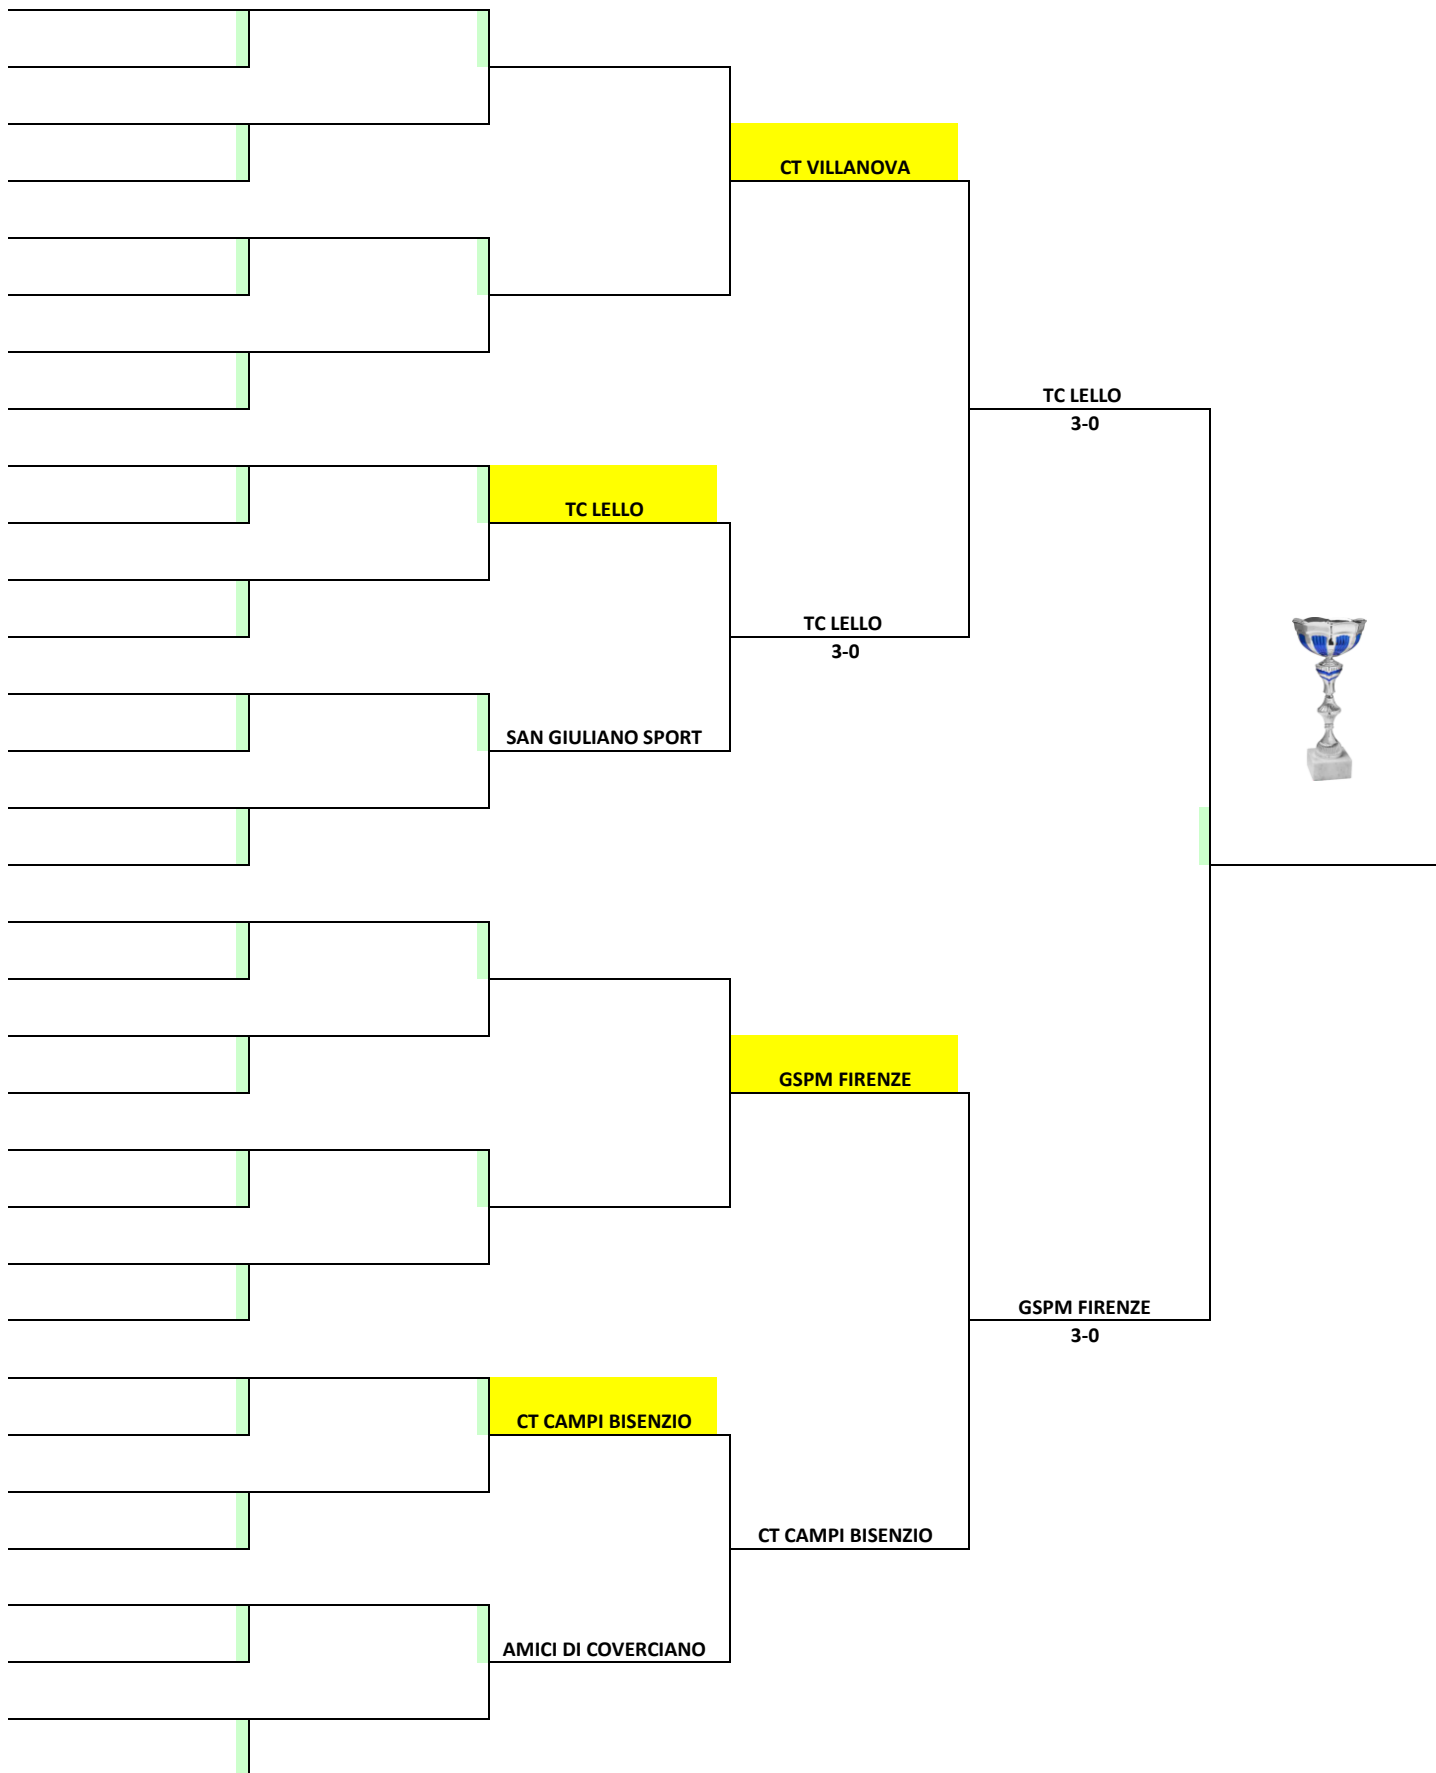 CT VILLANOVA
TC LELLO
3-0
TC LELLO
TC LELLO
3-0
SAN GIULIANO SPORT
GSPM FIRENZE
GSPM FIRENZE
3-0
CT CAMPI BISENZIO
CT CAMPI BISENZIO
AMICI DI COVERCIANO